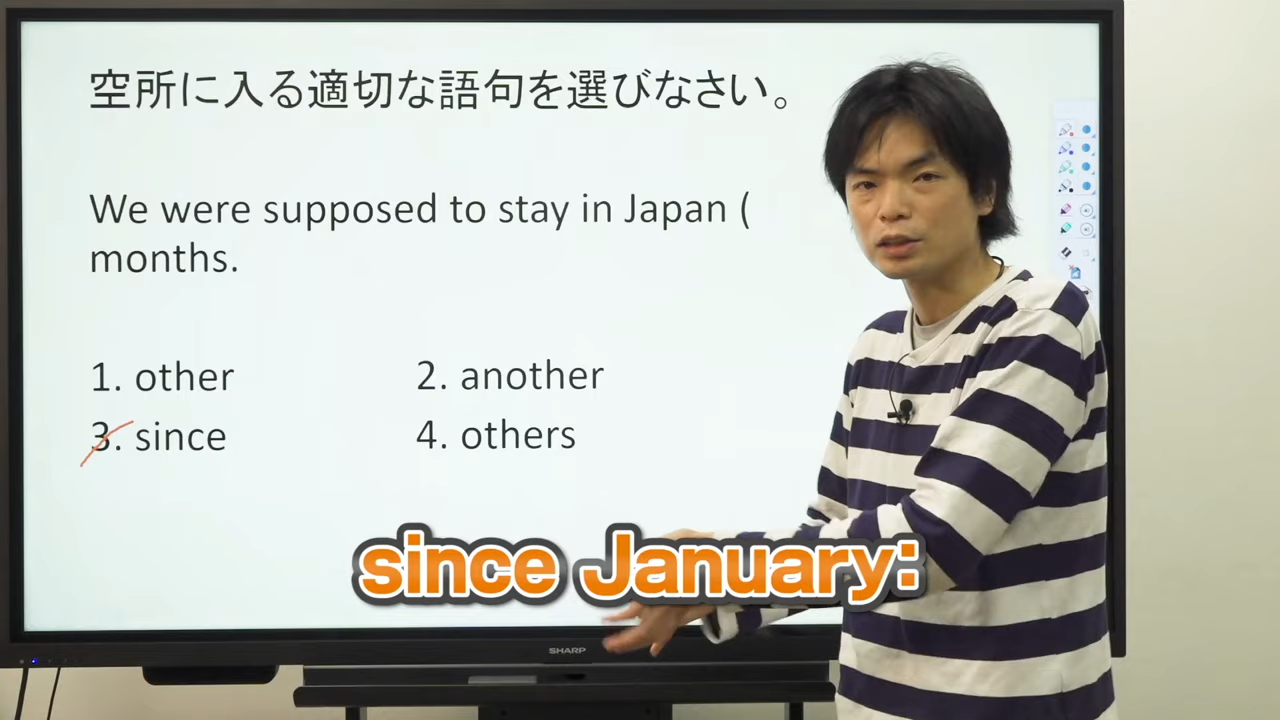 空所に入る適切な語句を選びなさい。
We were supposed to stay in Japan (
months.
1. other
2. another
3. since
4. others
since January:
SHARP